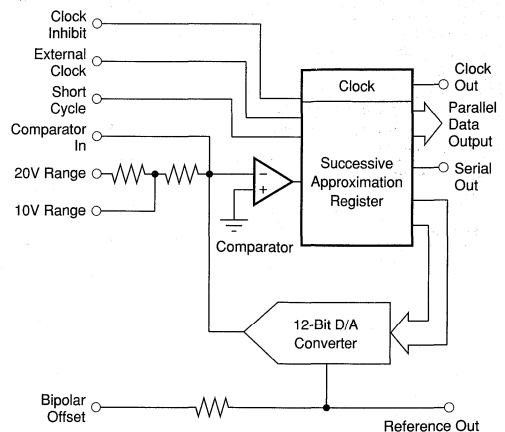 Clock
Inhibit
External
Clock
Short
Cycle
Comparator
In
20V Range
10V Range
Clock
Successive
Approximation
Register
Clock
Out
Parallel
Data
Output
Serial
Out
−
+
Comparator
12-Bit D/A
Converter
Bipolar
Offset
Reference Out